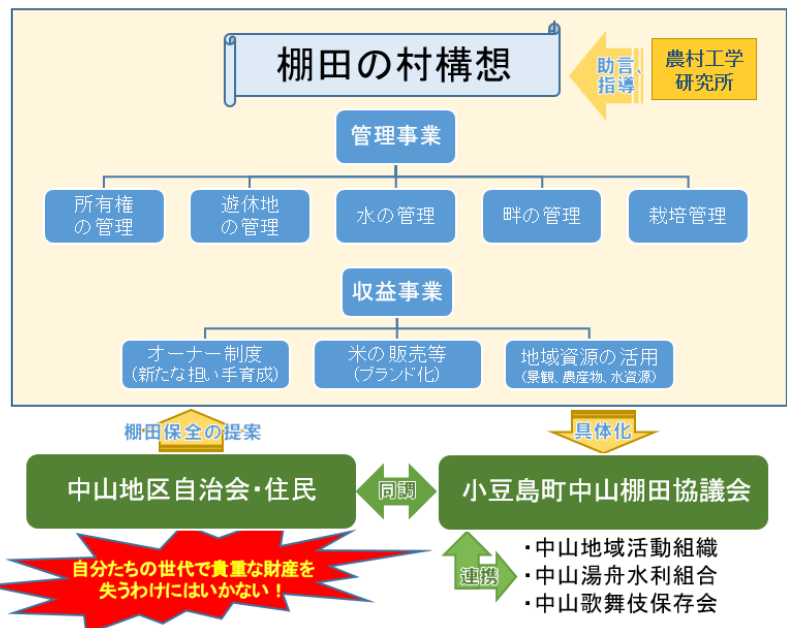 棚田の村構想
助言、
指導
農村工学
研究所
管理事業
所有権
の管理
遊休地
の管理
水の管理
畔の管理
栽培管理
収益事業
オーナー制度
(新たな担い手育成)
米の販売等
(ブランド化)
地域資源の活用
(景観、農産物、水資源)
棚田保全の提案
具体化
中山地区自治会・住民
同調
小豆島町中山棚田協議会
自分たちの世代で貴重な財産を
失うわけにはいかない！
連携
・中山地域活動組織
・中山湯舟水利組合
・中山歌舞伎保存会